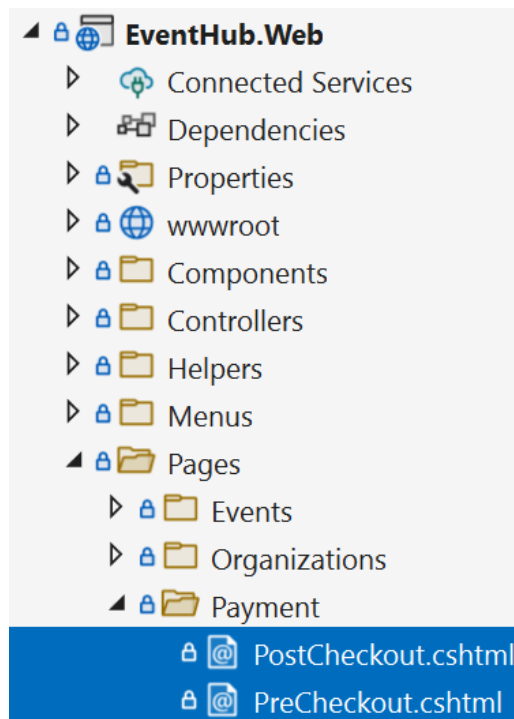 EventHub.Web
Connected Services
Dependencies
Properties
wwwroot
Components
Controllers
Helpers
Menus
Pages
Events
Organizations
Payment
PostCheckout.cshtml
PreCheckout.cshtml